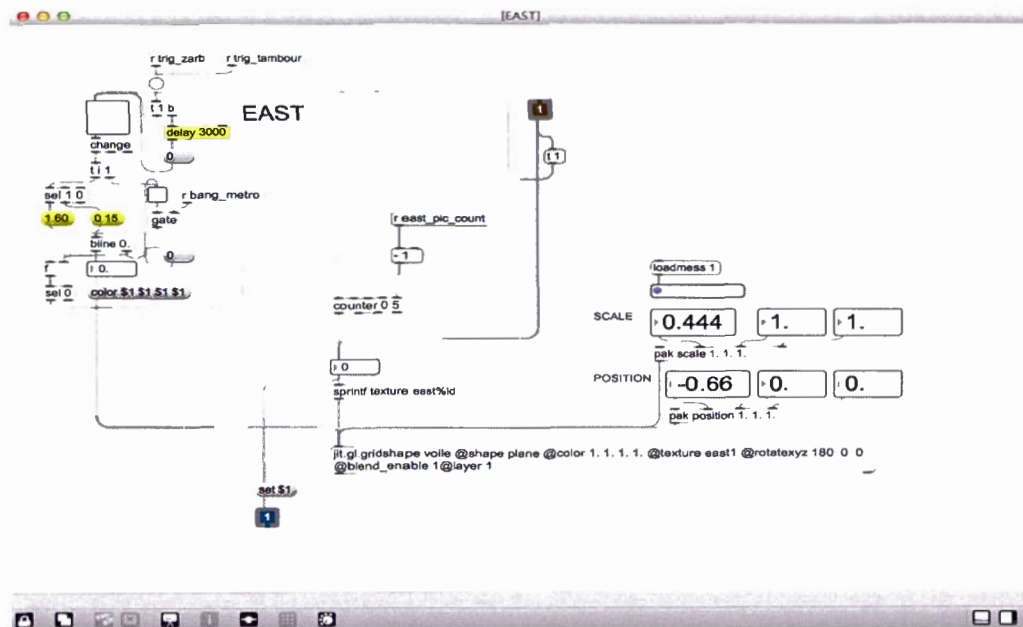 [EAST]
r trig_zarb r trig_tambour
t 1 b
EAST
1
delay 3000
change
0
t 1
t i 1
sel 1 0
r bang_metro
1. 60
0 15
gate
r east_pic_count
bline 0.
- 1
0
f
0.
loadmess 1
sel 0
color $1 $1 $1 $1
counter 0 5
SCALE
0.444
1.
1.
pak scale 1. 1. 1.
0
POSITION
-0.66
0.
0.
sprintf texture east%id
pak position 1. 1. 1.
jit.gl.gridshape voile @shape plane @color 1. 1. 1. 1. @texture east1 @rotatexyz 180 0 0
@blend_enable 1 @layer 1
set $1
1